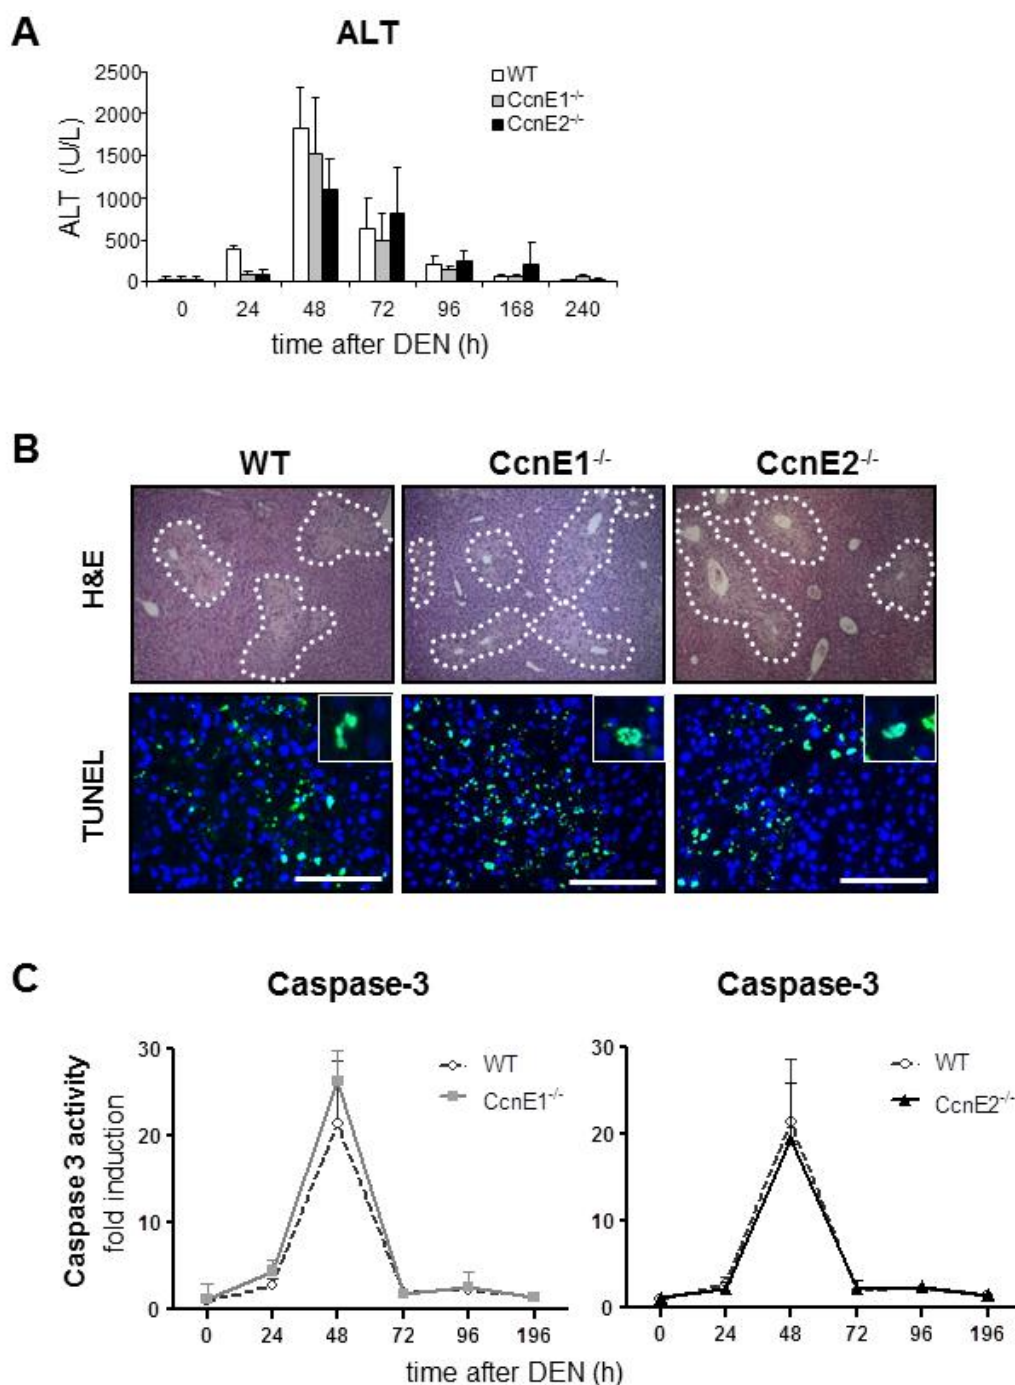 A
ALT
2500
2000
1500
1000
500
0
ALT (U/L)
WT
CcnE1-/-
CcnE2-/-
0 24 48 72 96 168 240
time after DEN (h)
B
WT CcnE1-/- CcnE2-/-
H&E
TUNEL
C
Caspase-3
Caspase 3 activity
fold induction
30
20
10
0
WT
CcnE1-/-
0 24 48 72 96 196
Caspase-3
30
20
10
0
WT
CcnE2-/-
0 24 48 72 96 196
time after DEN (h)